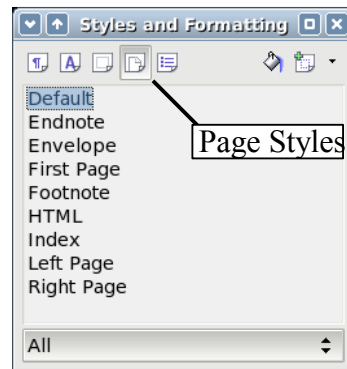 Styles and Formatting
Default
Endnote
Envelope
Page Styles
First Page
Footnote
HTML
Index
Left Page
Right Page
All